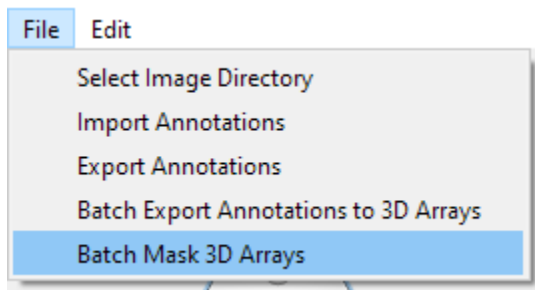 File Edit
Select Image Directory
Import Annotations
Export Annotations
Batch Export Annotations to 3D Arrays
Batch Mask 3D Arrays